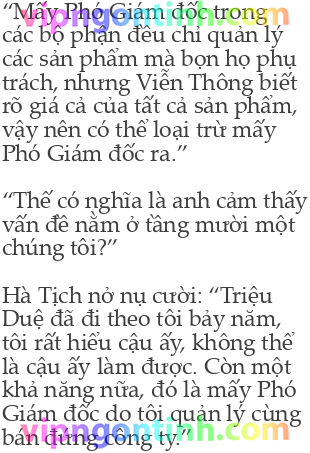 “Mấy Phó Giám đốc trong
vipngontinh.com
các bộ phận đều chỉ quản lý
các sản phẩm mà bọn họ phụ
trách, nhưng Viễn Thông biết
rõ giá cả của tất cả sản phẩm,
vậy nên có thể loại trừ mấy
Phó Giám đốc ra.”
“Thế có nghĩa là anh cảm thấy
vấn đề nằm ở tầng mười một
chúng tôi?”
Hà Tịch nở nụ cười: “Triệu
Duệ đã đi theo tôi bảy năm,
tôi rất hiểu cậu ấy, không thể
là cậu ấy làm được. Còn một
khả năng nữa, đó là mấy Phó
Giám đốc do tôi quản lý cùng
vipngontinh.com
bán đứng công ty.”